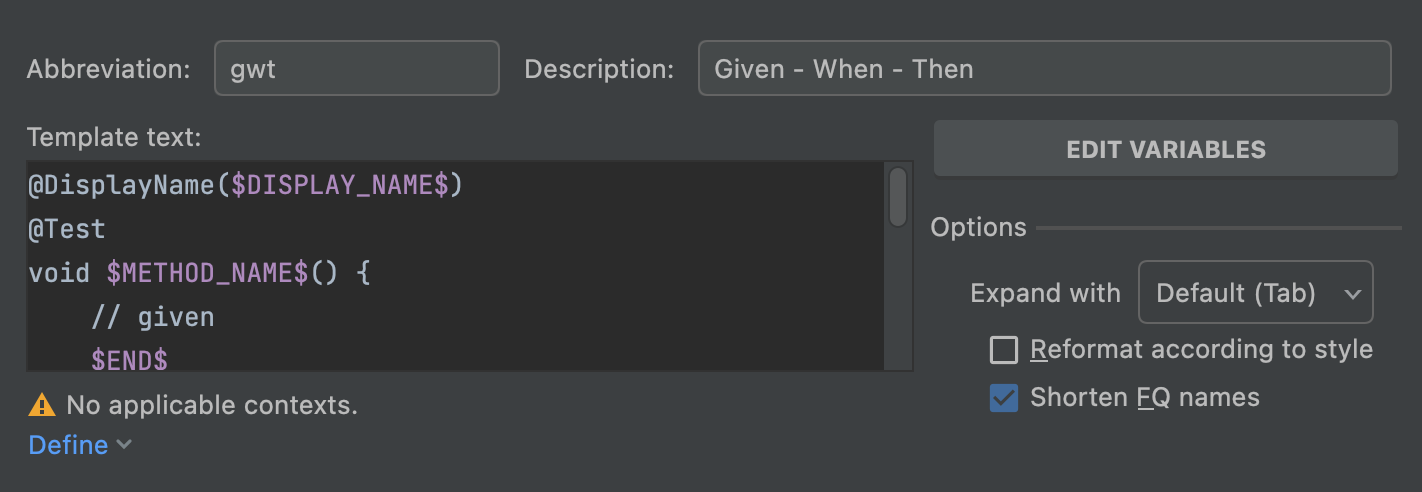 Abbreviation: gwt Description: Given - When - Then
Template text:
EDIT VARIABLES
@DisplayName($DISPLAY_NAME$)
@Test
void $METHOD_NAME$() {
    // given
    $END$
Options
Expand with Default (Tab)
Reformat according to style
Shorten FQ names
No applicable contexts.
Define